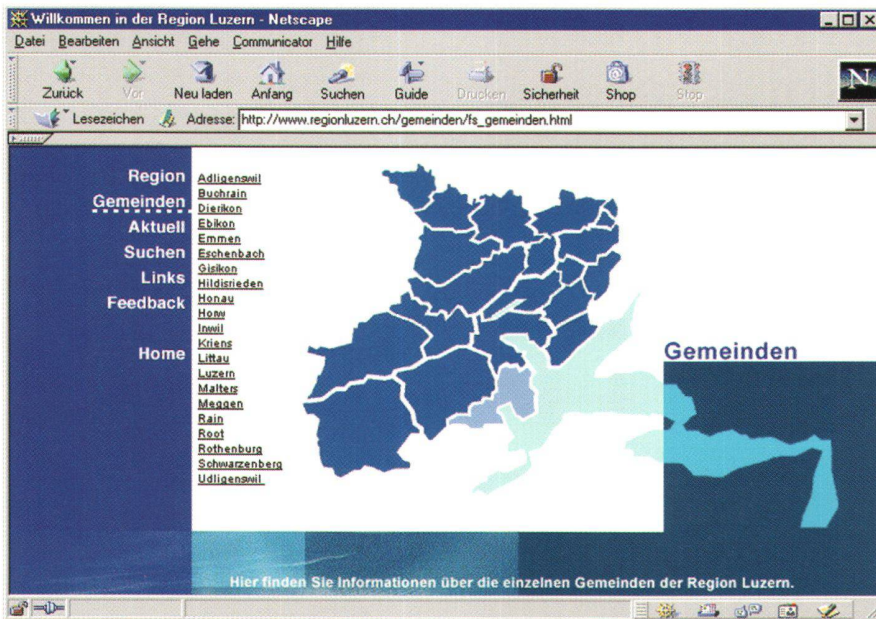 Willkommen in der Region Luzern - Netscape
Datei Bearbeiten Ansicht Gehe Communicator Hilfe
Zurück Vor Neu laden Anfang Suchen Guide Drucken Sicherheit Shop Stop
N
Lesezeichen Adresse: http://www.regionluzern.ch/gemeinden/fs_gemeinden.html
Region
Gemeinden
Aktuell
Suchen
Links
Feedback
Home
Adligenswil
Buchrain
Dierikon
Ebikon
Emmen
Eschenbach
Gisikon
Hildisrieden
Honau
Horw
Inwil
Kriens
Littau
Luzern
Malters
Meggen
Rain
Root
Rothenburg
Schwarzenberg
Udligenswil
Gemeinden
Hier finden Sie Informationen über die einzelnen Gemeinden der Region Luzern.